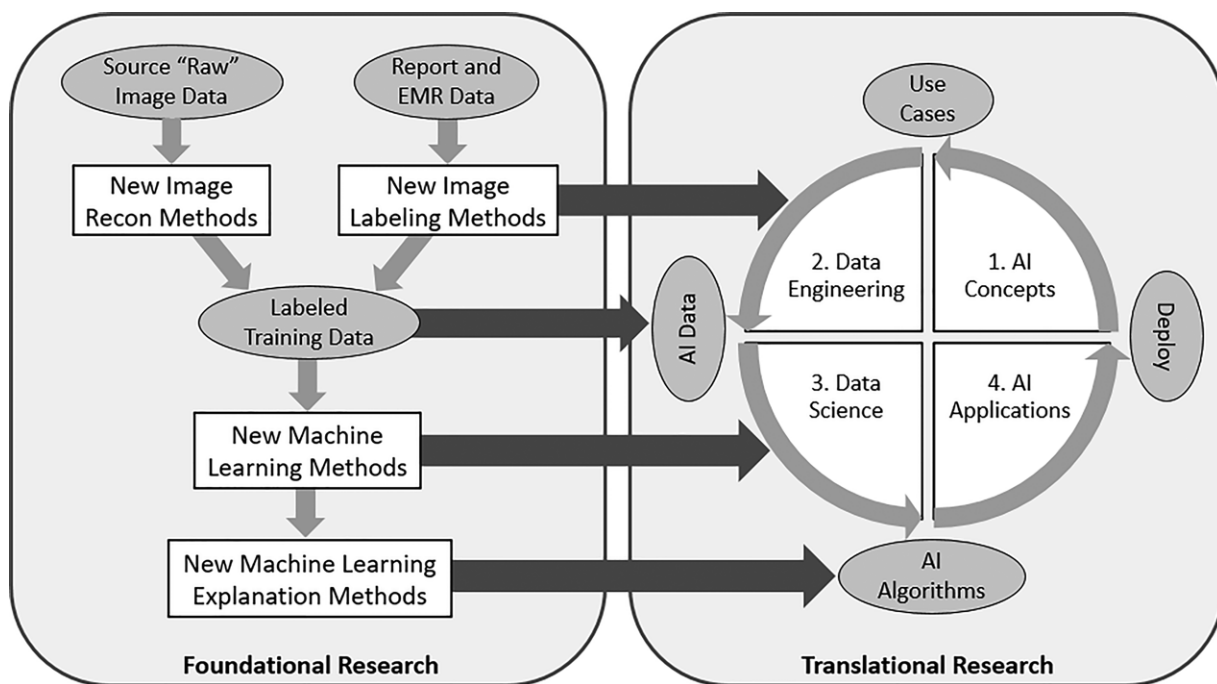 Source “Raw”
Image Data
Report and
EMR Data
New Image
Recon Methods
New Image
Labeling Methods
Labeled
Training Data
New Machine
Learning Methods
New Machine Learning
Explanation Methods
Foundational Research
Use
Cases
2. Data
Engineering
1. AI
Concepts
AI Data
Deploy
3. Data
Science
4. AI
Applications
AI
Algorithms
Translational Research